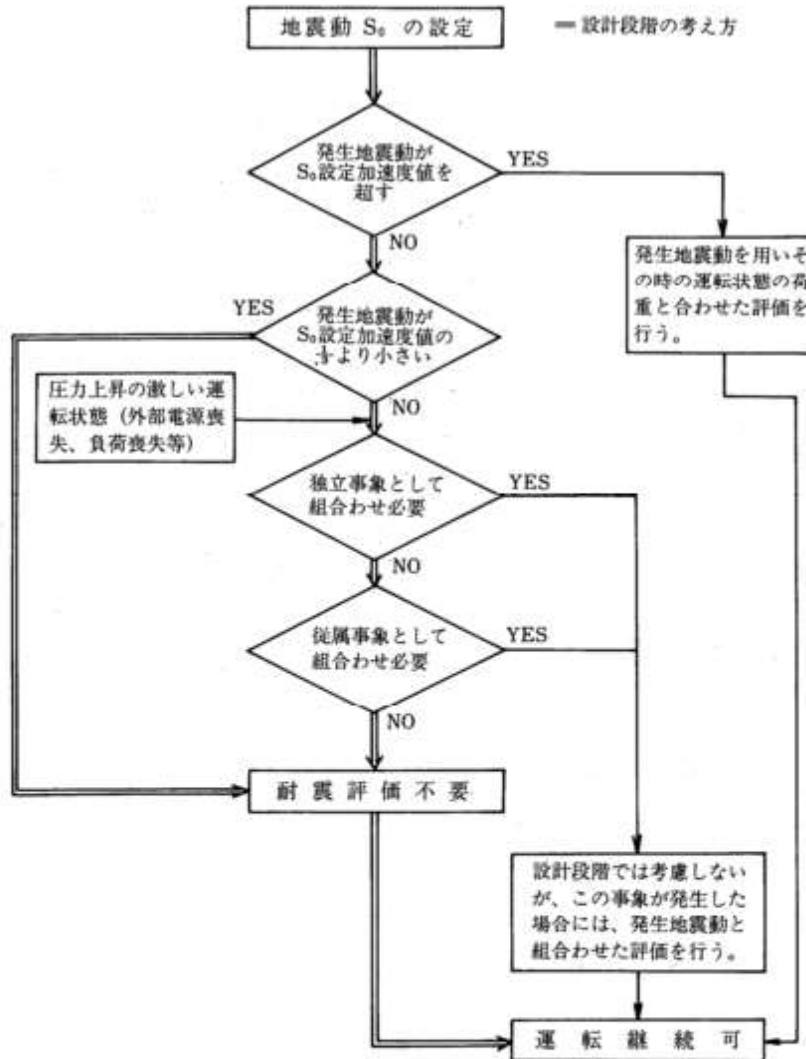 地震動 S₀ の設定
═ 設計段階の考え方
発生地震動が
S₀設定加速度値を
超す
YES
NO
発生地震動を用いそ
の時の運転状態の荷
重と合わせた評価を
行う。
YES
発生地震動が
S₀設定加速度値の
より小さい
NO
圧力上昇の激しい運
転状態（外部電源喪
失、負荷喪失等）
独立事象として
組合わせ必要
YES
NO
従属事象として
組合わせ必要
YES
NO
耐震評価不要
設計段階では考慮しない
が、この事象が発生した
場合には、発生地震動と
組合わせた評価を行う。
運転継続可